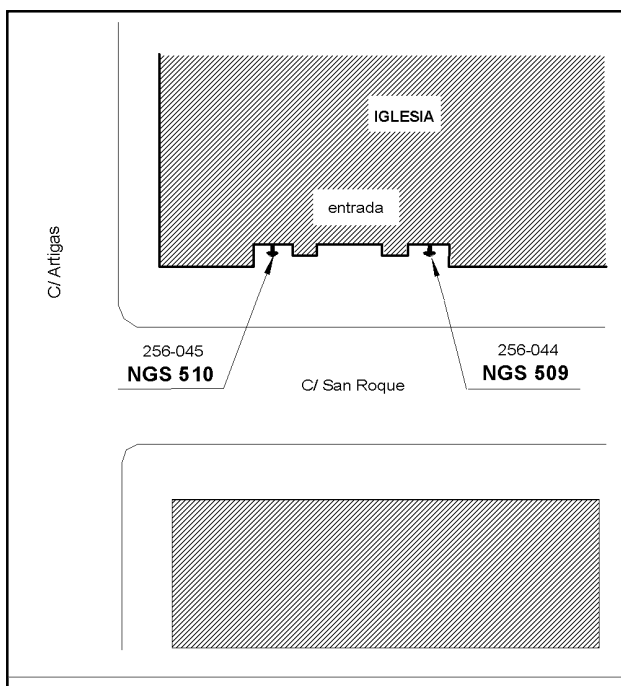 IGLESIA
entrada
C/ Artigas
256-045
NGS 510
256-044
NGS 509
C/ San Roque